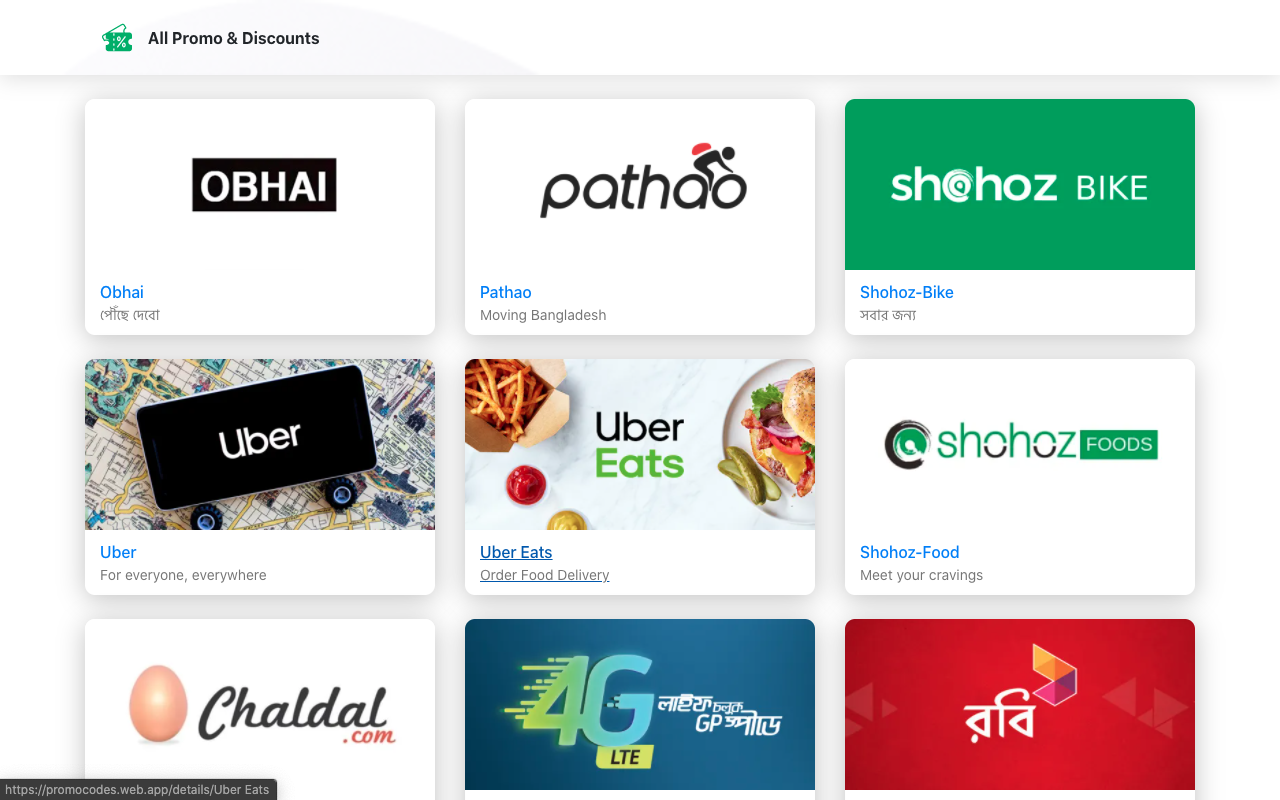 All Promo & Discounts
OBHAI
Obhai
পৌঁছে দেবো
pathao
Pathao
Moving Bangladesh
shohoz BIKE
Shohoz-Bike
সবার জন্য
Uber
Uber
For everyone, everywhere
Uber
Eats
Uber Eats
Order Food Delivery
shohoz FOODS
Shohoz-Food
Meet your cravings
Chaldal
.com
4G
LTE
লাইফ চলুক
GP স্পীডে
রবি
https://promocodes.web.app/details/Uber Eats